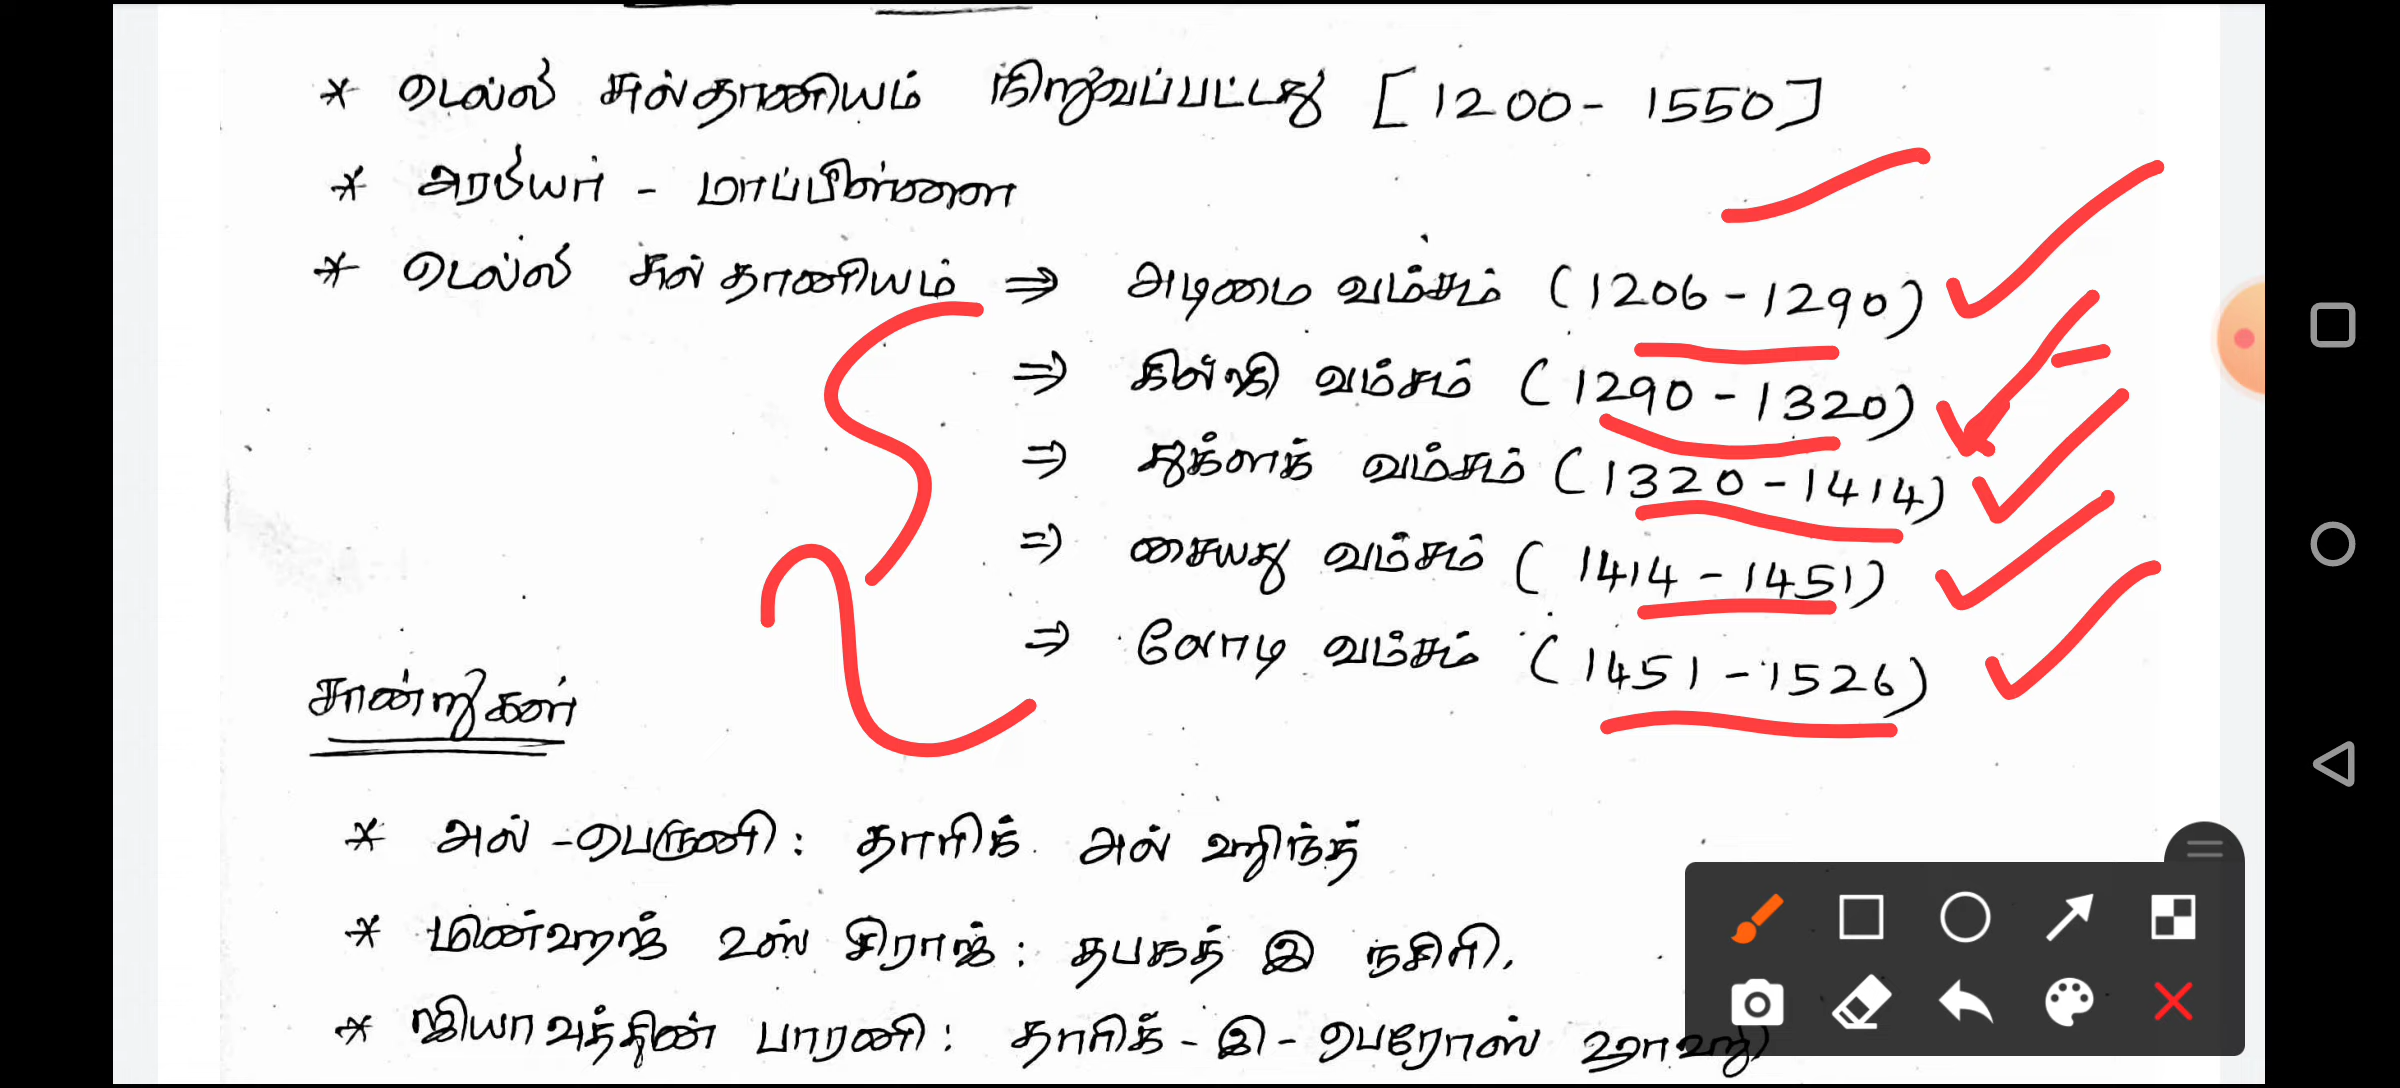 * டெல்லி சுல்தானியம் நிறுவப்பட்டது [1200- 1550]
* அரபியர் - மாப்பிள்ளை
* டெல்லி சுல்தானியம் ⇒ அடிமை வம்சம் (1206-1290)
⇒ கில்ஜி வம்சம் (1290-1320)
⇒ துக்ளக் வம்சம் (1320-1414)
⇒ சையது வம்சம் (1414-1451)
⇒ லோடி வம்சம் (1451-1526)
சான்றுகள்
* அல் -பெருணி: தாரிக் அல் ஹிந்த்
* மின்ஹஜ் உஸ் சிராஜ்: தபகத் இ நசிரி.
* ஜியாவுத்தின் பாரணி: தாரிக்-இ-பெரோஸ் ஷாஹி